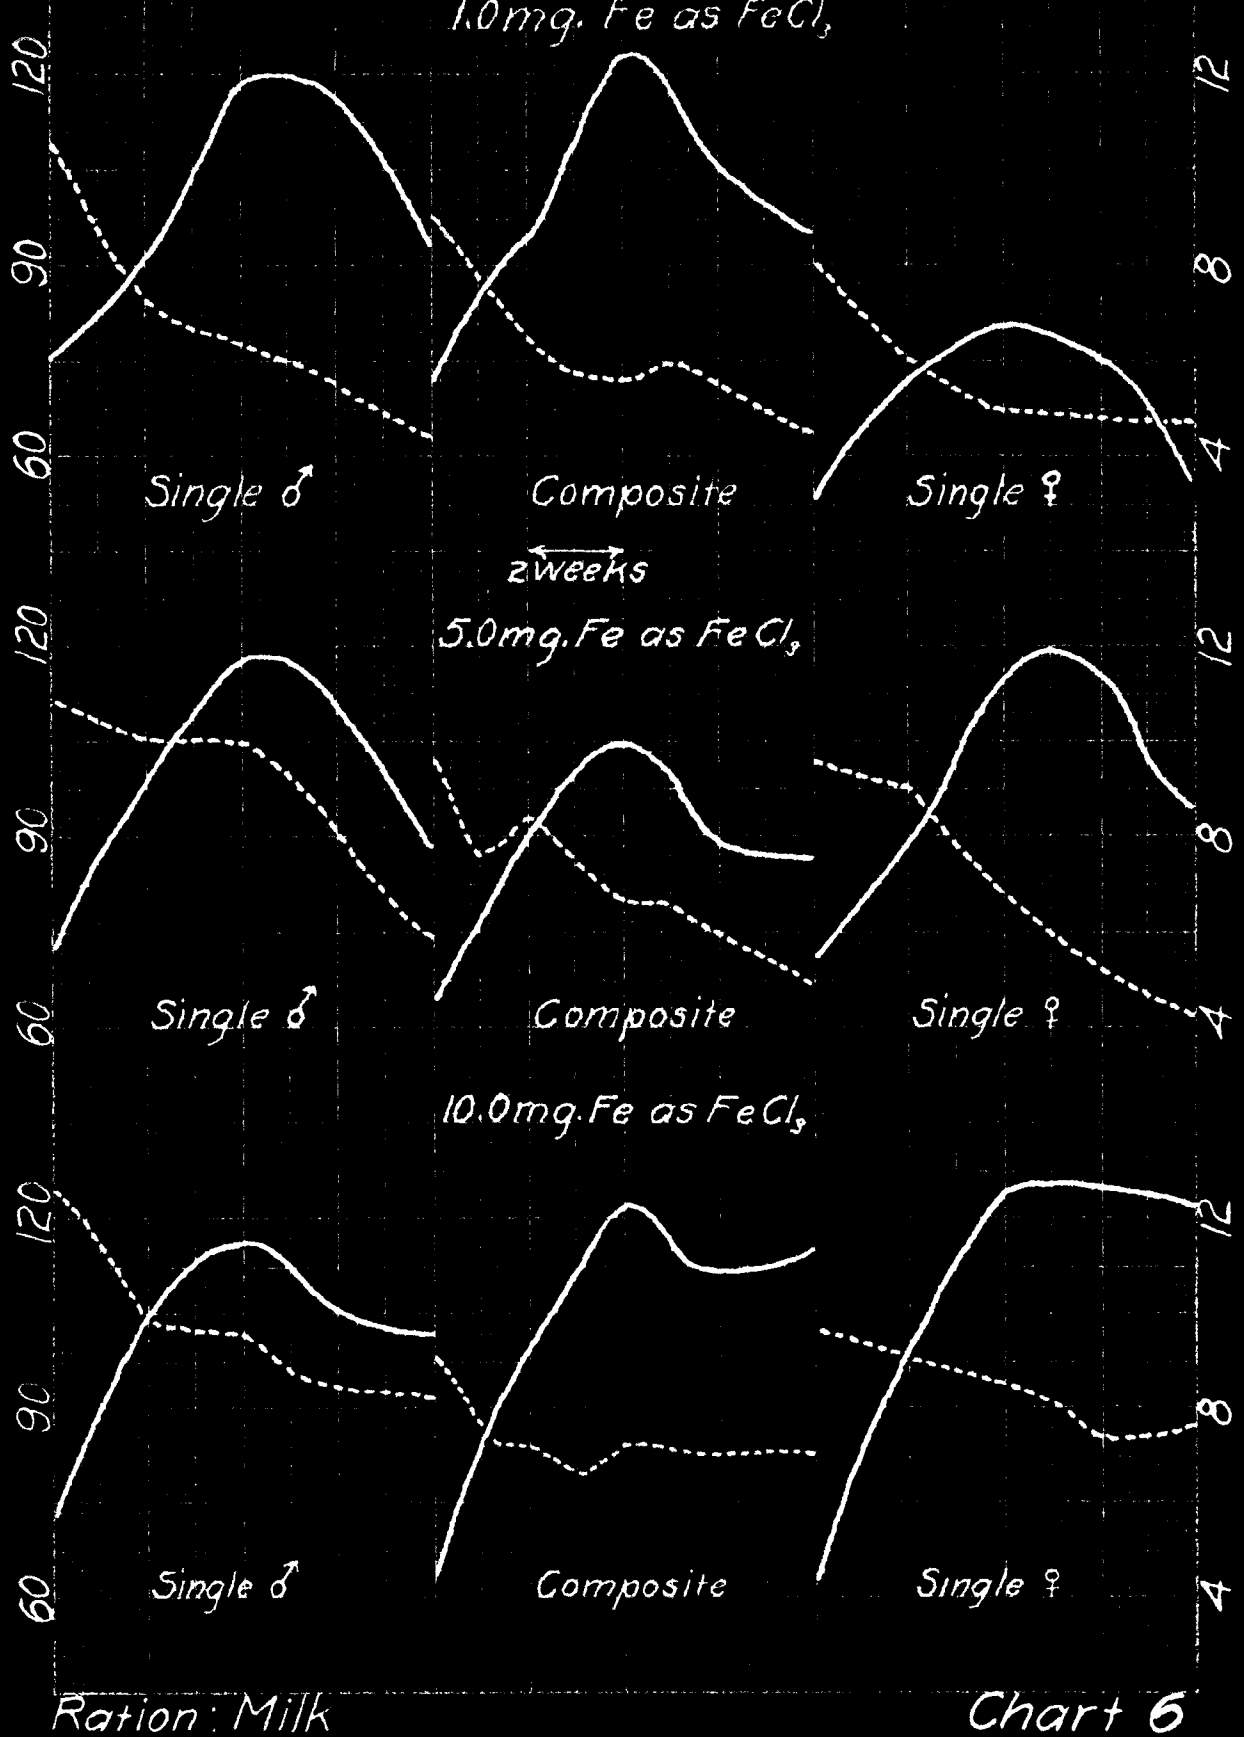 1.0mg. Fe as FeCl₃
120 12
90 8
60 4
Single ♂ Composite Single ♀
2 weeks
5.0mg. Fe as FeCl₃
120 12
90 8
60 4
Single ♂ Composite Single ♀
10.0mg. Fe as FeCl₃
120 12
90 8
60 4
Single ♂ Composite Single ♀
Ration: Milk Chart 6